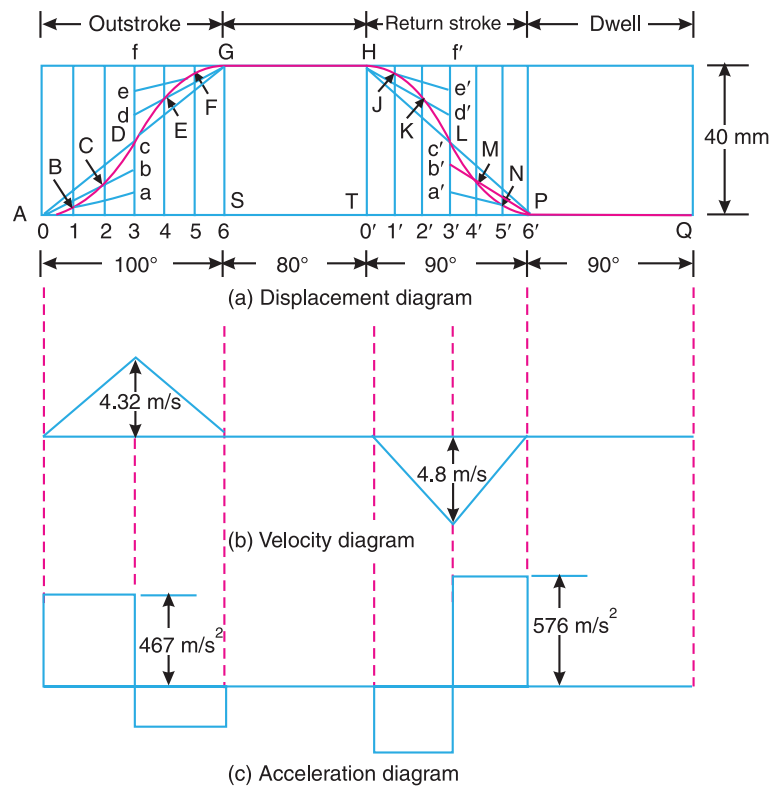 Outstroke Return stroke Dwell
f G H f′
e e′
F J
d d′
D E K L
40 mm
C c c′ M
B b b′ N
a a′
A S T P
0 1 2 3 4 5 6 0′ 1′ 2′ 3′ 4′ 5′ 6′ Q
100° 80° 90° 90°
(a) Displacement diagram
4.32 m/s
4.8 m/s
(b) Velocity diagram
467 m/s²
576 m/s²
(c) Acceleration diagram